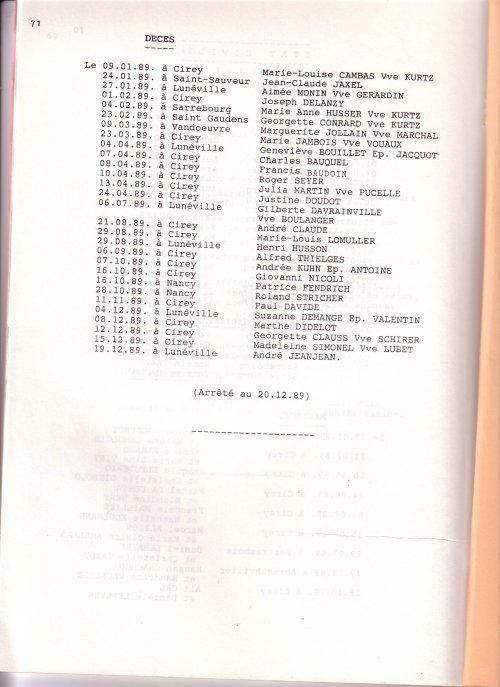 71
DECES
Le 09.01.89. à Cirey Marie-Louise CAMBAS Vve KURTZ
24.01.89. à Saint-Sauveur Jean-Claude JAXEL
27.01.89. à Lunéville Aimée MONIN Vve GERARDIN
01.02.89. à Cirey Joseph DELANZY
04.02.89. à Sarrebourg Marie Anne HUSSER Vve KURTZ
23.02.89. à Saint Gaudens Georgette CONRARD Vve KURTZ
09.03.89. à Vandoeuvre Marguerite JOLLAIN Vve MARCHAL
23.03.89. à Cirey Marie JAMBOIS Vve VOUAUX
04.04.89. à Lunéville Geneviève BOUILLET Ep. JACQUOT
07.04.89. à Cirey Charles BAUQUEL
08.04.89. à Cirey Francis BAUDOIN
10.04.89. à Cirey Roger SEYER
13.04.89. à Cirey Julia MARTIN Vve PUCELLE
24.04.89. à Cirey Justine DOUDOT
06.07.89. à Lunéville Gilberte DAVRAINVILLE
Vve BOULANGER
21.08.89. à Cirey André CLAUDE
29.08.89. à Cirey Marie-Louis LOMULLER
29.08.89. à Lunéville Henri HUSSON
06.09.89. à Cirey Alfred THIELGES
07.10.89. à Cirey Andrée KUHN Ep. ANTOINE
16.10.89. à Cirey Giovanni NICOLI
16.10.89. à Nancy Patrice FENDRICH
28.10.89. à Nancy Roland STRICHER
11.11.89. à Cirey Paul DAVIDE
04.12.89. à Lunéville Suzanne DEMANGE Ep. VALENTIN
08.12.89. à Cirey Marthe DIDELOT
12.12.89. à Cirey Georgette CLAUSS Vve SCHIRER
15.12.89. à Cirey Madeleine SIMONEL Vve LUBET
19.12.89. à Lunéville André JEANJEAN.
(Arrêté au 20.12.89)